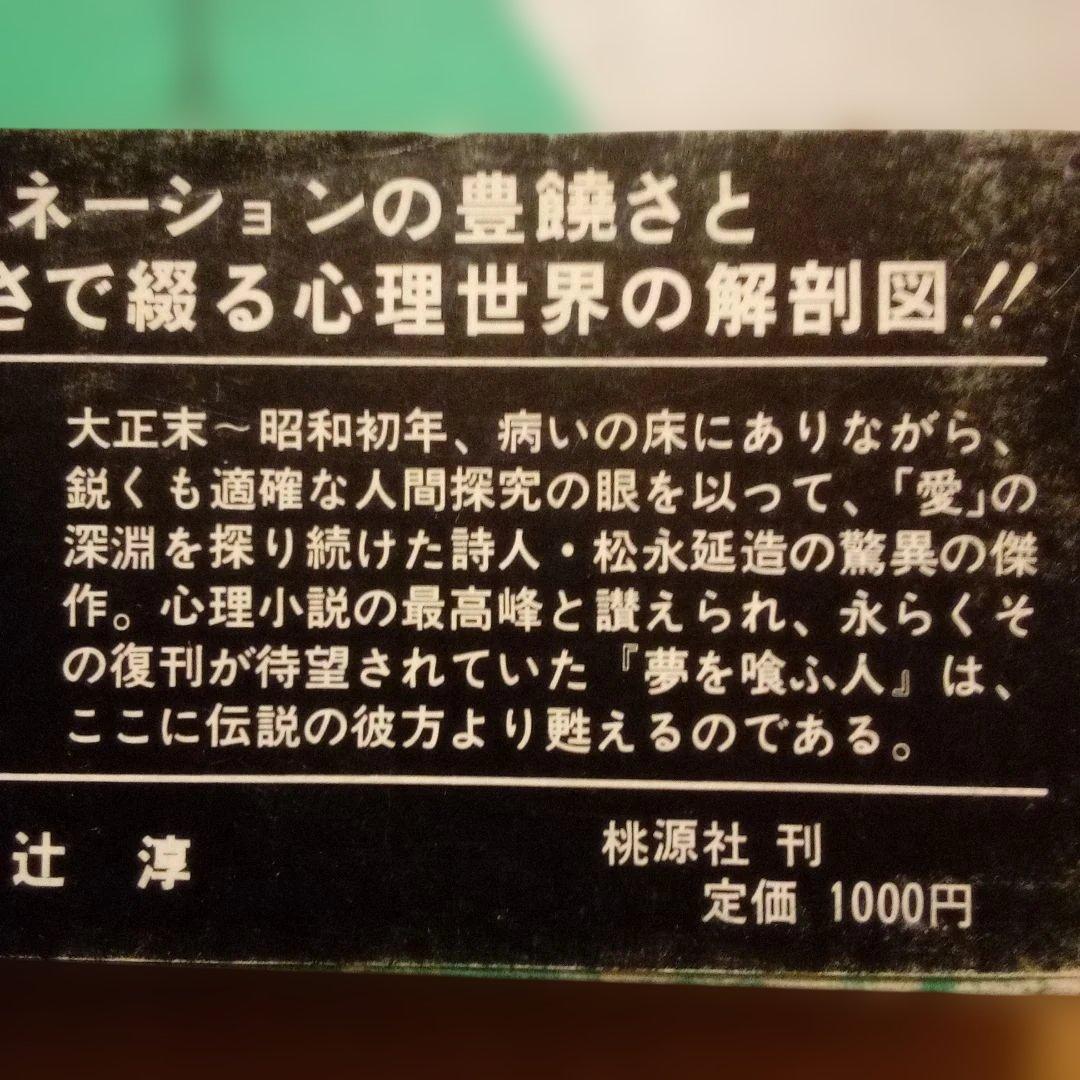 ネーションの豊饒さと
さで綴る心理世界の解剖図!!
大正末～昭和初年、病いの床にありながら、
鋭くも適確な人間探究の眼を以って、「愛」の
深淵を探り続けた詩人・松永延造の驚異の傑
作。心理小説の最高峰と讃えられ、永らくそ
の復刊が待望されていた『夢を喰ふ人』は、
ここに伝説の彼方より甦えるのである。
辻 淳
桃源社 刊
定価 1000円